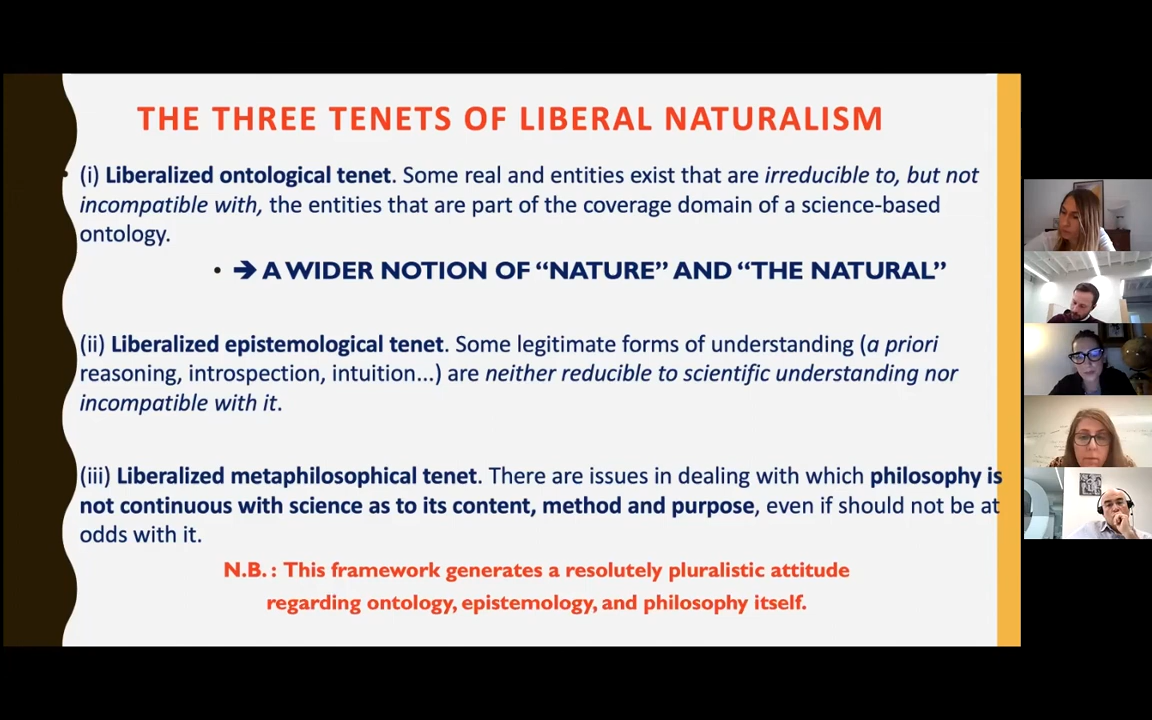 THE THREE TENETS OF LIBERAL NATURALISM
• (i) Liberalized ontological tenet. Some real and entities exist that are irreducible to, but not
incompatible with, the entities that are part of the coverage domain of a science-based
ontology.
• ➔ A WIDER NOTION OF “NATURE” AND “THE NATURAL”
(ii) Liberalized epistemological tenet. Some legitimate forms of understanding (a priori
reasoning, introspection, intuition...) are neither reducible to scientific understanding nor
incompatible with it.
(iii) Liberalized metaphilosophical tenet. There are issues in dealing with which philosophy is
not continuous with science as to its content, method and purpose, even if should not be at
odds with it.
N.B. : This framework generates a resolutely pluralistic attitude
regarding ontology, epistemology, and philosophy itself.